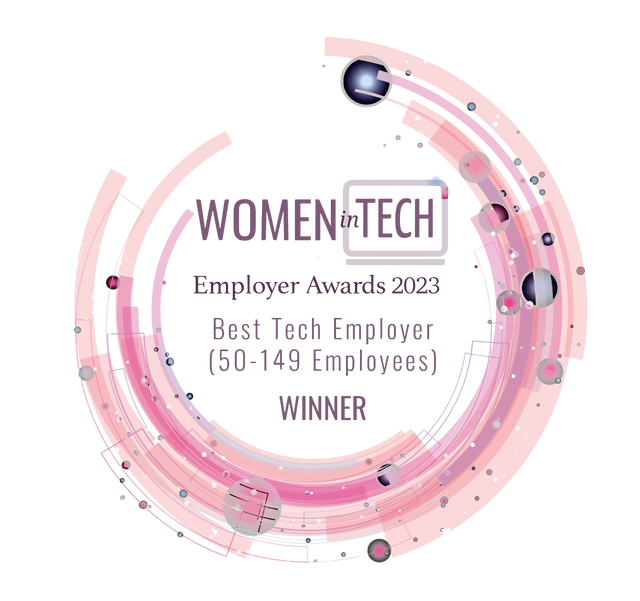 WOMEN in TECH
Employer Awards 2023
Best Tech Employer
(50-149 Employees)
WINNER